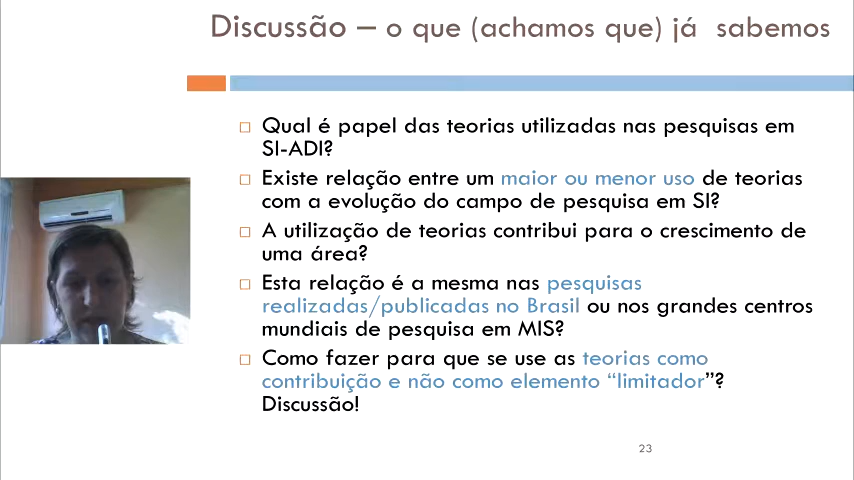 Discussão – o que (achamos que) já sabemos
Qual é papel das teorias utilizadas nas pesquisas em
SI-ADI?
Existe relação entre um maior ou menor uso de teorias
com a evolução do campo de pesquisa em SI?
A utilização de teorias contribui para o crescimento de
uma área?
Esta relação é a mesma nas pesquisas
realizadas/publicadas no Brasil ou nos grandes centros
mundiais de pesquisa em MIS?
Como fazer para que se use as teorias como
contribuição e não como elemento “limitador”?
Discussão!
23